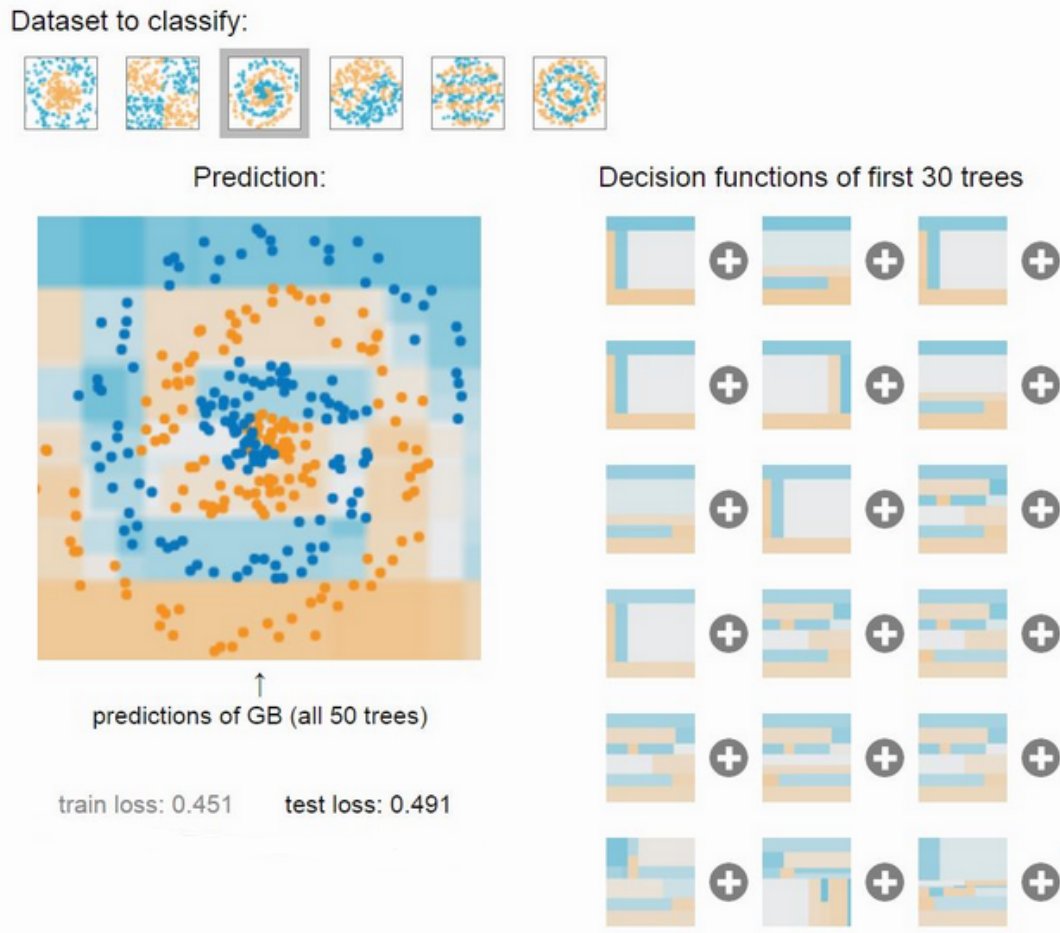 Dataset to classify:
Prediction:
Decision functions of first 30 trees
↑
predictions of GB (all 50 trees)
train loss: 0.451
test loss: 0.491